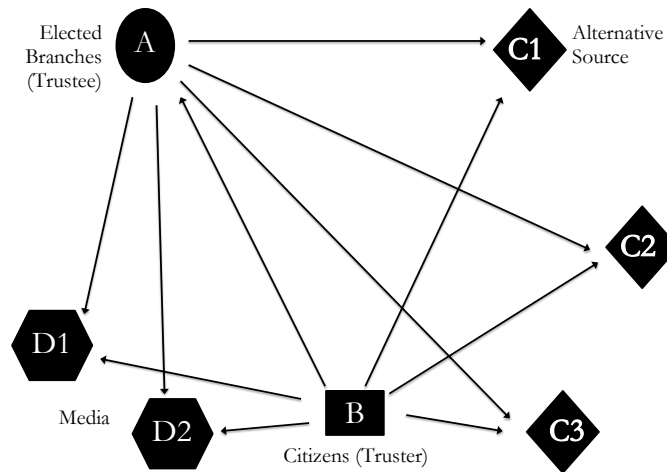 Elected
Branches
(Trustee)
A
C1
Alternative
Source
C2
D1
Media
D2
B
Citizens (Truster)
C3